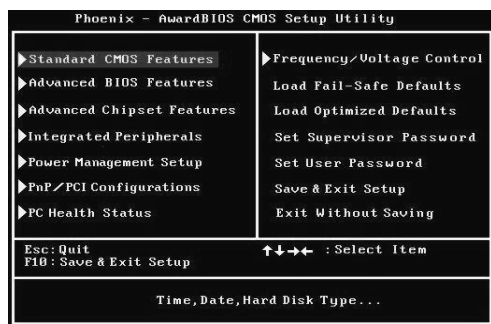 Phoenix - AwardBIOS CMOS Setup Utility
▶Standard CMOS Features
▶Advanced BIOS Features
▶Advanced Chipset Features
▶Integrated Peripherals
▶Power Management Setup
▶PnP/PCI Configurations
▶PC Health Status
▶Frequency/Voltage Control
Load Fail-Safe Defaults
Load Optimized Defaults
Set Supervisor Password
Set User Password
Save & Exit Setup
Exit Without Saving
Esc: Quit
F10: Save & Exit Setup
↑↓→← : Select Item
Time, Date, Hard Disk Type...